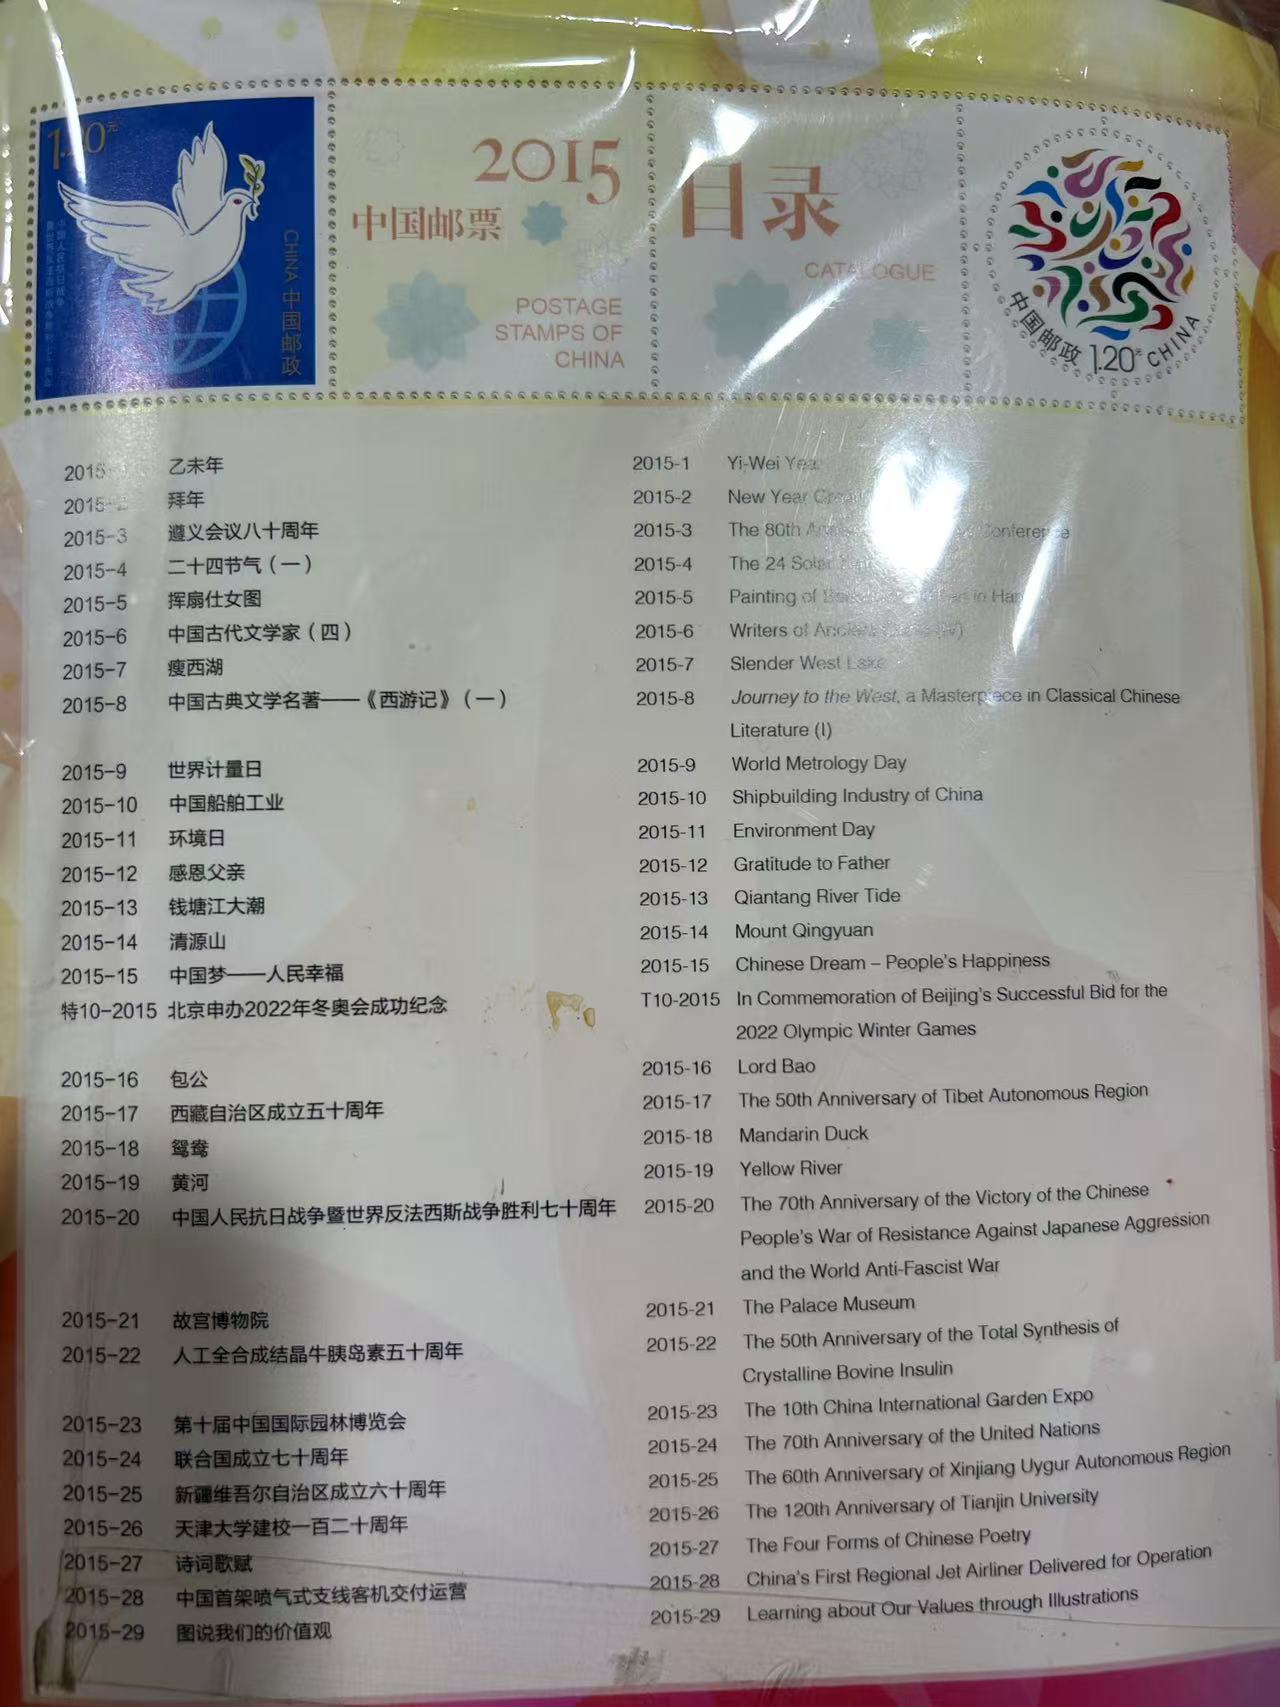 1.20元
CHINA 中国邮政
2015
中国邮票
POSTAGE
STAMPS OF
CHINA
目录
CATALOGUE
中国邮政 1.20元 CHINA
2015 乙未年
2015-2 拜年
2015-3 遵义会议八十周年
2015-4 二十四节气（一）
2015-5 挥扇仕女图
2015-6 中国古代文学家（四）
2015-7 瘦西湖
2015-8 中国古典文学名著——《西游记》（一）
2015-9 世界计量日
2015-10 中国船舶工业
2015-11 环境日
2015-12 感恩父亲
2015-13 钱塘江大潮
2015-14 清源山
2015-15 中国梦——人民幸福
特10-2015 北京申办2022年冬奥会成功纪念
2015-16 包公
2015-17 西藏自治区成立五十周年
2015-18 鸳鸯
2015-19 黄河
2015-20 中国人民抗日战争暨世界反法西斯战争胜利七十周年
2015-21 故宫博物院
2015-22 人工全合成结晶牛胰岛素五十周年
2015-23 第十届中国国际园林博览会
2015-24 联合国成立七十周年
2015-25 新疆维吾尔自治区成立六十周年
2015-26 天津大学建校一百二十周年
2015-27 诗词歌赋
2015-28 中国首架喷气式支线客机交付运营
2015-29 图说我们的价值观
2015-1 Yi-Wei Year
2015-2 New Year
2015-3 The 80th Conference
2015-4 The 24 Solar
2015-5 Painting of in
2015-6 Writers of Ancient (IV)
2015-7 Slender West Lake
2015-8 Journey to the West, a Masterpiece in Classical Chinese
Literature (I)
2015-9 World Metrology Day
2015-10 Shipbuilding Industry of China
2015-11 Environment Day
2015-12 Gratitude to Father
2015-13 Qiantang River Tide
2015-14 Mount Qingyuan
2015-15 Chinese Dream – People's Happiness
T10-2015 In Commemoration of Beijing's Successful Bid for the
2022 Olympic Winter Games
2015-16 Lord Bao
2015-17 The 50th Anniversary of Tibet Autonomous Region
2015-18 Mandarin Duck
2015-19 Yellow River
2015-20 The 70th Anniversary of the Victory of the Chinese
People's War of Resistance Against Japanese Aggression
and the World Anti-Fascist War
2015-21 The Palace Museum
2015-22 The 50th Anniversary of the Total Synthesis of
Crystalline Bovine Insulin
2015-23 The 10th China International Garden Expo
2015-24 The 70th Anniversary of the United Nations
2015-25 The 60th Anniversary of Xinjiang Uygur Autonomous Region
2015-26 The 120th Anniversary of Tianjin University
2015-27 The Four Forms of Chinese Poetry
2015-28 China's First Regional Jet Airliner Delivered for Operation
2015-29 Learning about Our Values through Illustrations